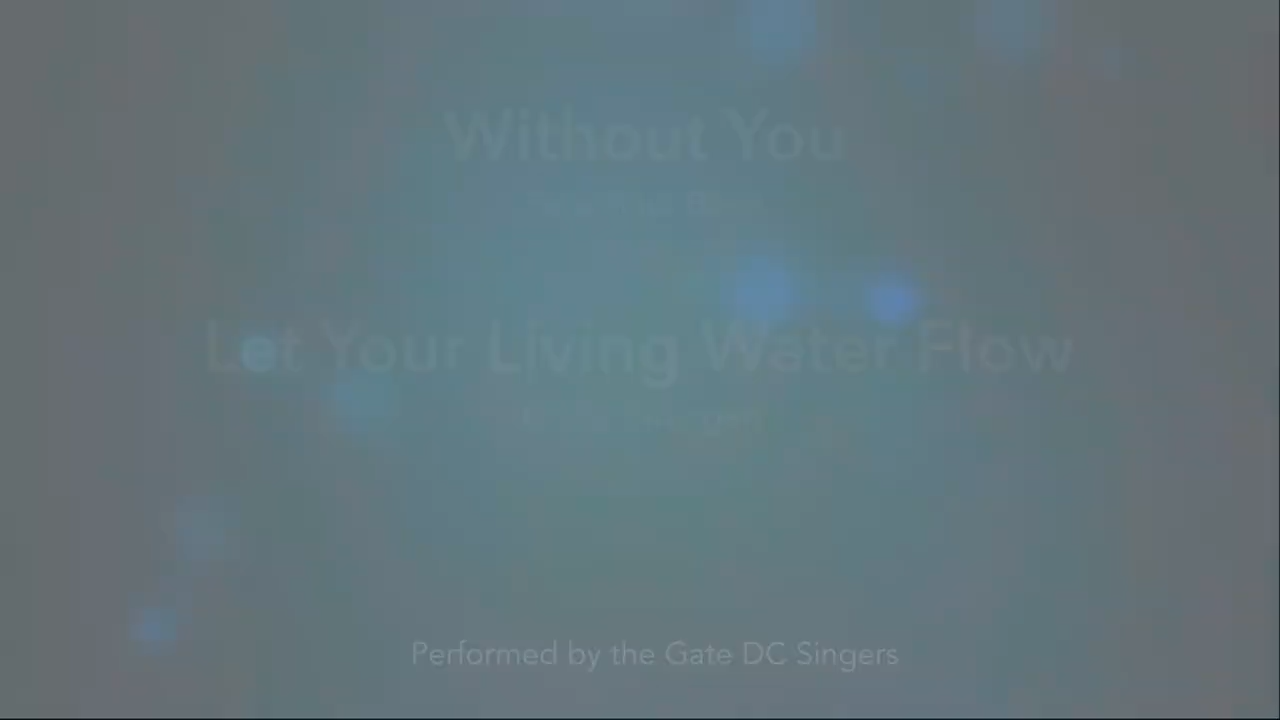 Without You
Let Your Living Water Flow
Performed by the Gate DC Singers